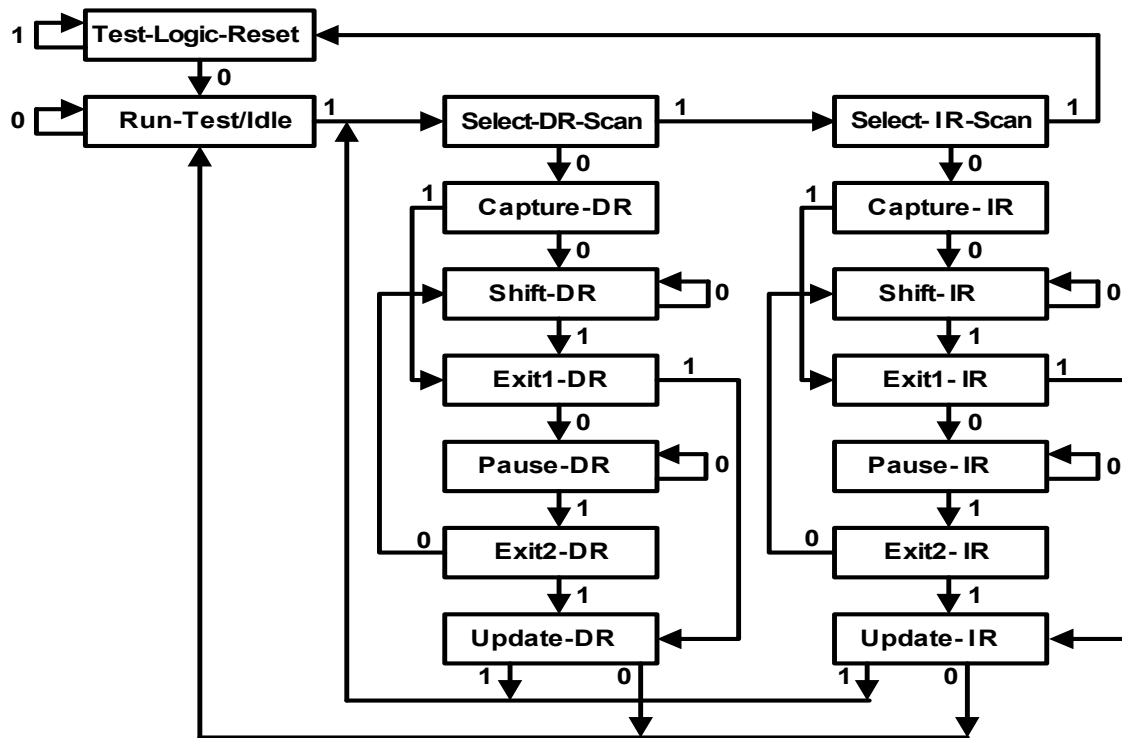 Test-Logic-Reset
1
0
Run-Test/Idle
0
1
Select-DR-Scan
1
Select-IR-Scan
1
0
0
1
Capture-DR
1
Capture-IR
0
0
Shift-DR
0
Shift-IR
0
1
1
Exit1-DR
1
Exit1-IR
1
0
0
Pause-DR
0
Pause-IR
0
1
1
0
Exit2-DR
0
Exit2-IR
1
1
Update-DR
Update-IR
1
0
1
0